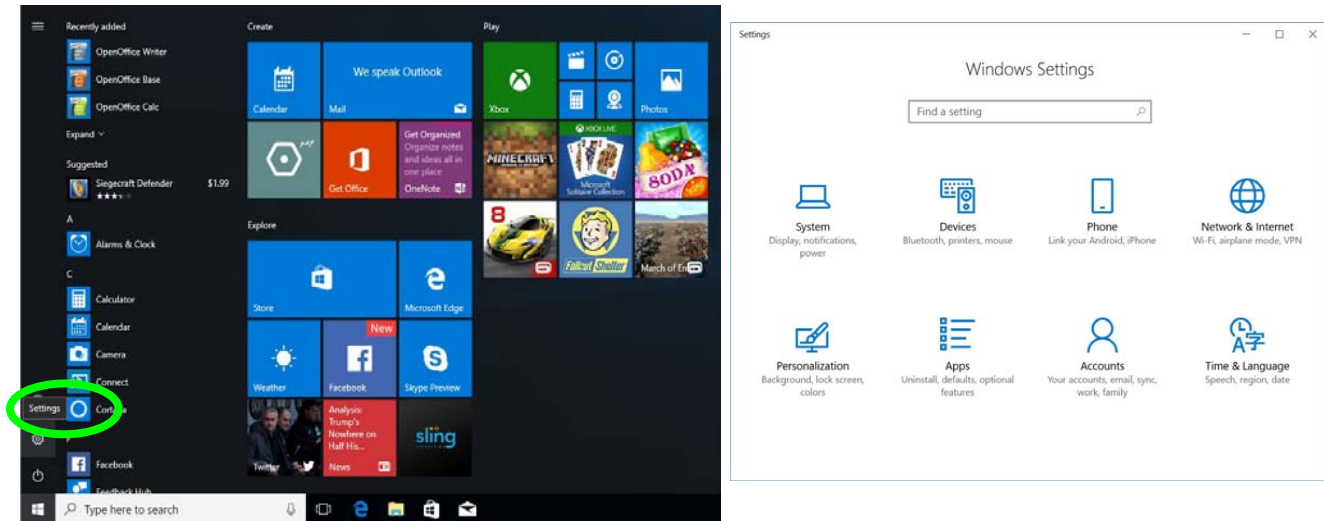 Recently added
OpenOffice Writer
OpenOffice Base
OpenOffice Calc
Expand
Suggested
Siegecraft Defender $1.99
A
Alarms & Clock
C
Calculator
Calendar
Camera
Connect
Settings
Facebook
Feedback Hub
Type here to search
Create
Calendar
We speak Outlook
Mail
Get Office
Get Organized
Organize notes
and ideas all in
one place
OneNote
Explore
Store
Microsoft Edge
Weather
New
Facebook
Skype Preview
Twitter
Analysis:
Trump's
Nowhere on
Half His...
News
sling
Play
Xbox
Photos
MINECRAFT
XBOX LIVE
Microsoft
Solitaire Collection
SODA
8
Fallout Shelter
March of
Settings
Windows Settings
Find a setting
System
Display, notifications,
power
Devices
Bluetooth, printers, mouse
Phone
Link your Android, iPhone
Network & Internet
Wi-Fi, airplane mode, VPN
Personalization
Background, lock screen,
colors
Apps
Uninstall, defaults, optional
features
Accounts
Your accounts, email, sync,
work, family
A字
Time & Language
Speech, region, date